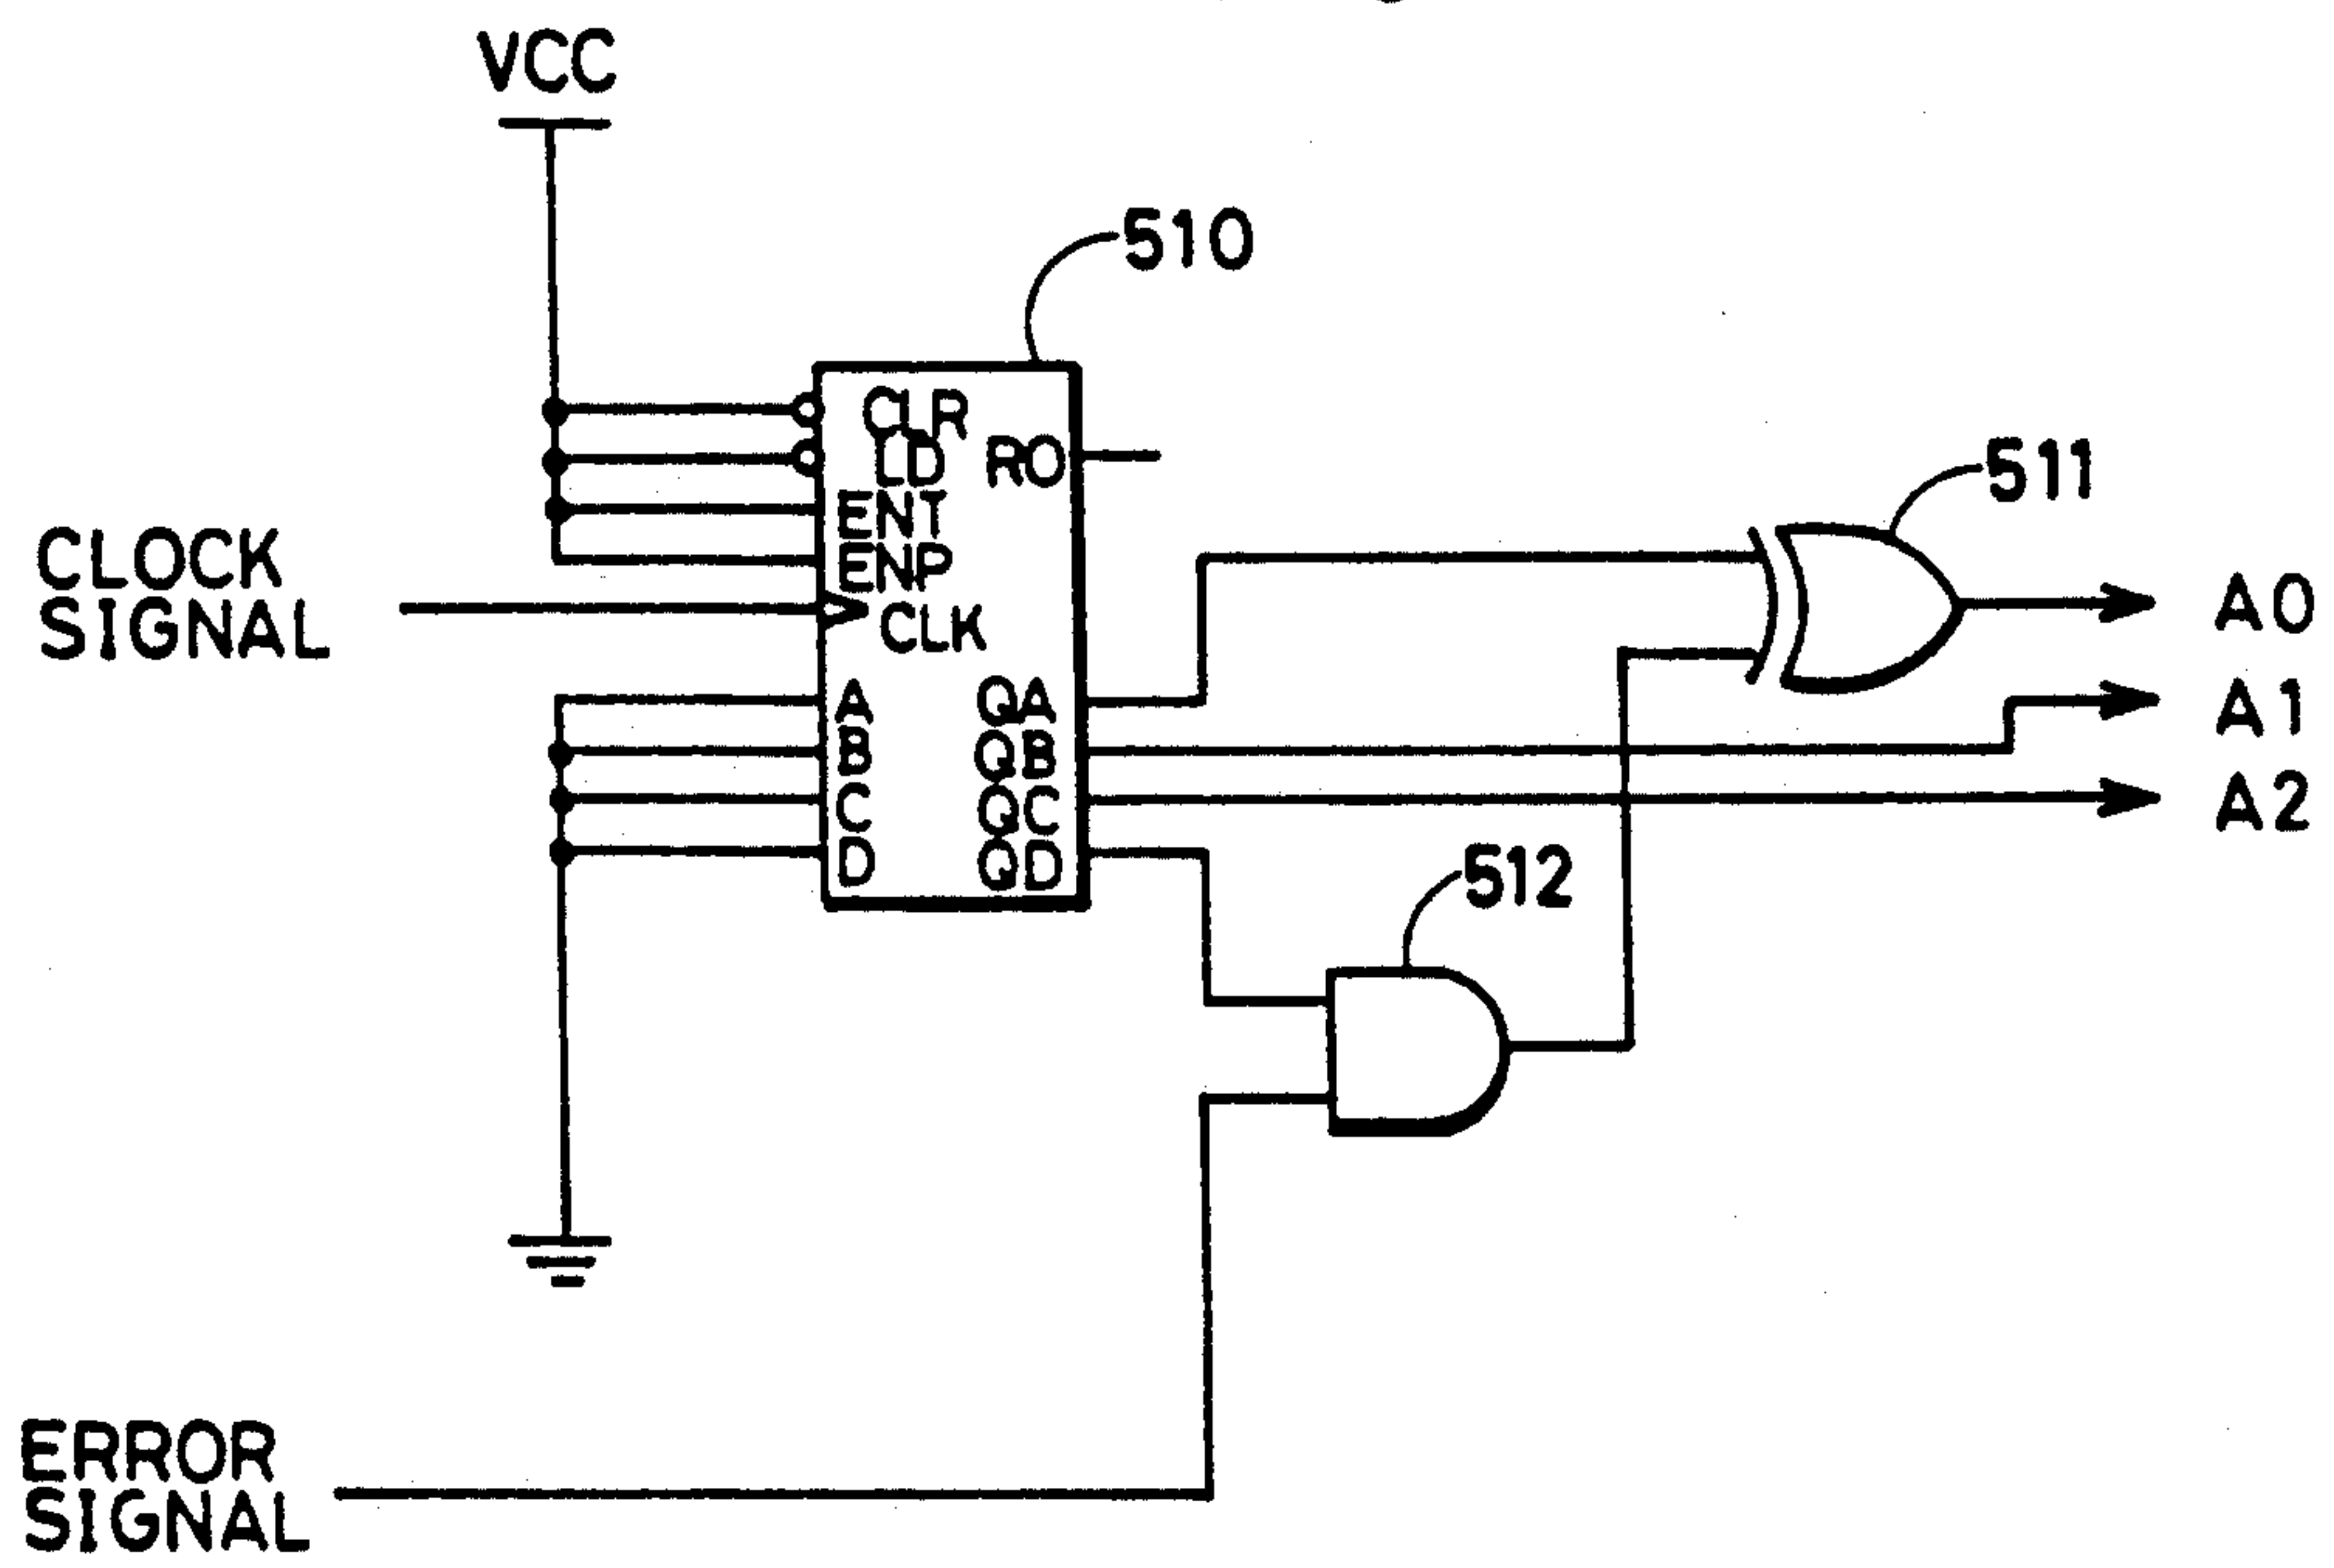 VCC
510
CLR
LD RO
511
ENT
CLOCK
SIGNAL
ENP
CLK
A0
A QA
A1
B QB
C QC
A2
D QD
512
ERROR
SIGNAL